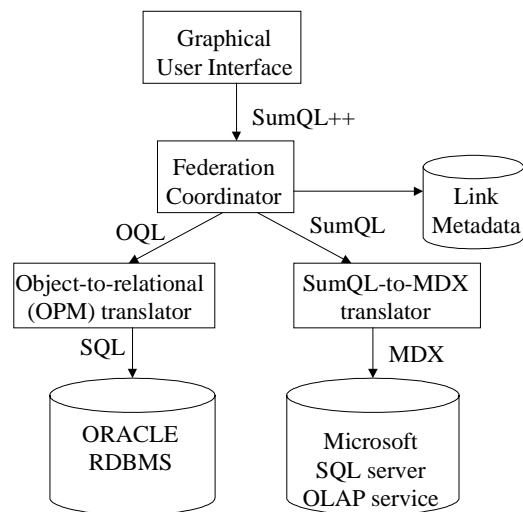 Graphical
User Interface
SumQL++
Federation
Coordinator
Link
Metadata
OQL
SumQL
Object-to-relational
(OPM) translator
SumQL-to-MDX
translator
SQL
MDX
ORACLE
RDBMS
Microsoft
SQL server
OLAP service